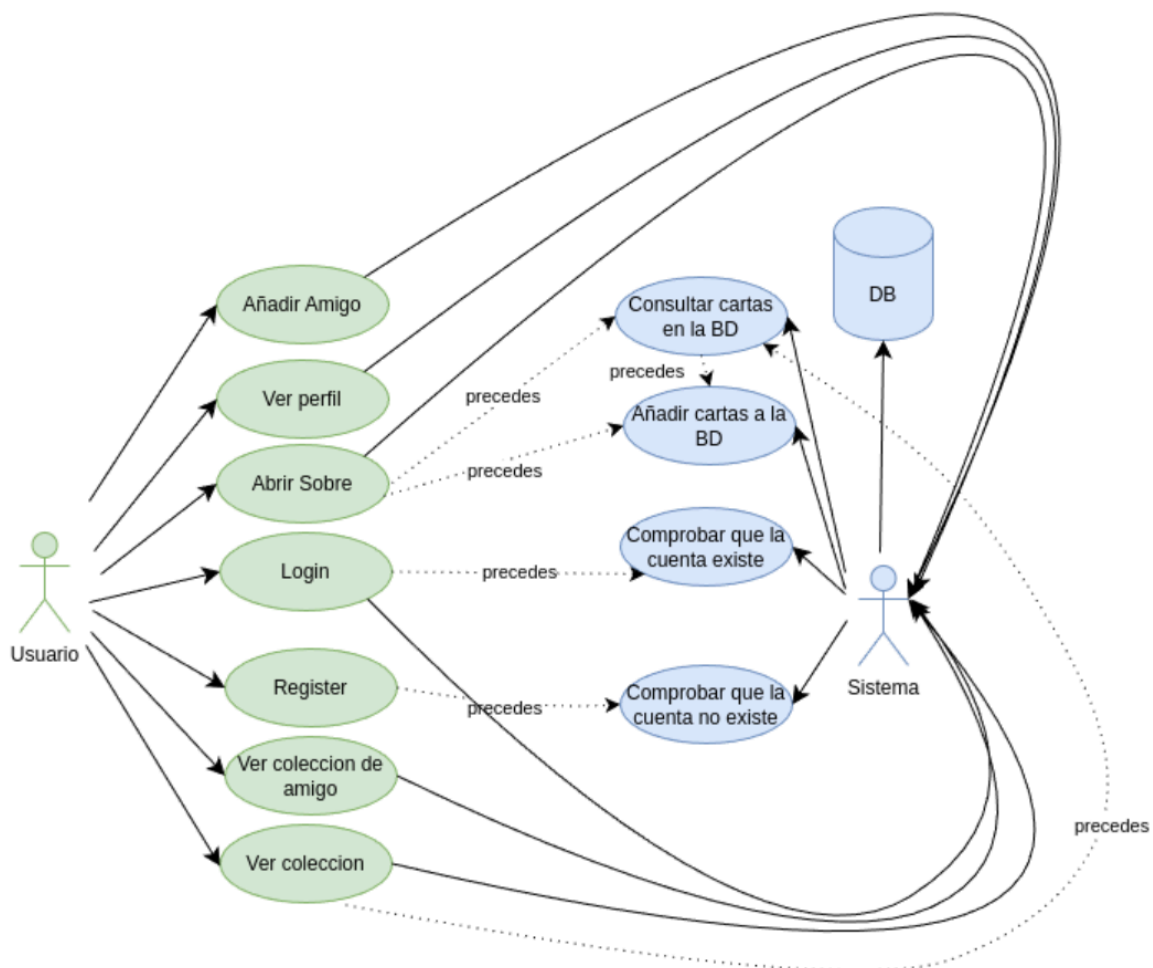 Añadir Amigo
Consultar cartas
en la BD
DB
precedes
Ver perfil
precedes
Añadir cartas a la
BD
precedes
Abrir Sobre
Comprobar que la
cuenta existe
Login
precedes
Usuario
Register
Sistema
precedes
Comprobar que la
cuenta no existe
Ver coleccion de
amigo
precedes
Ver coleccion